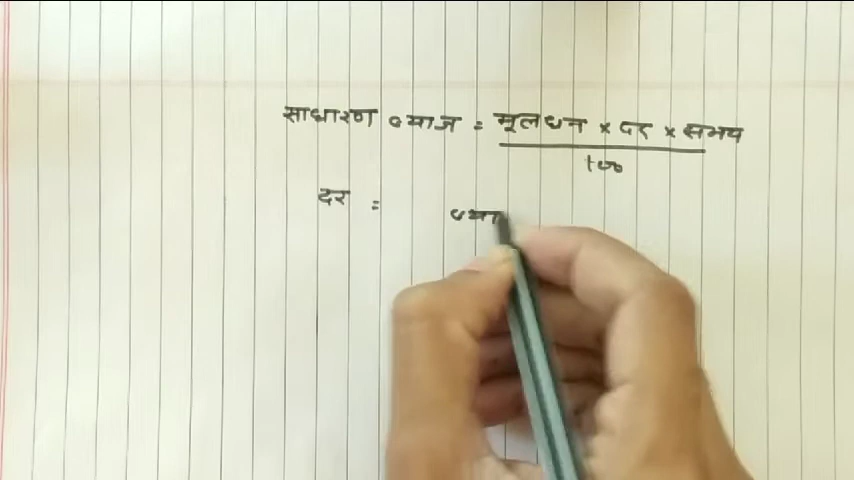 साधारण ब्याज = मूलधन × दर × समय
100
दर = ब्या